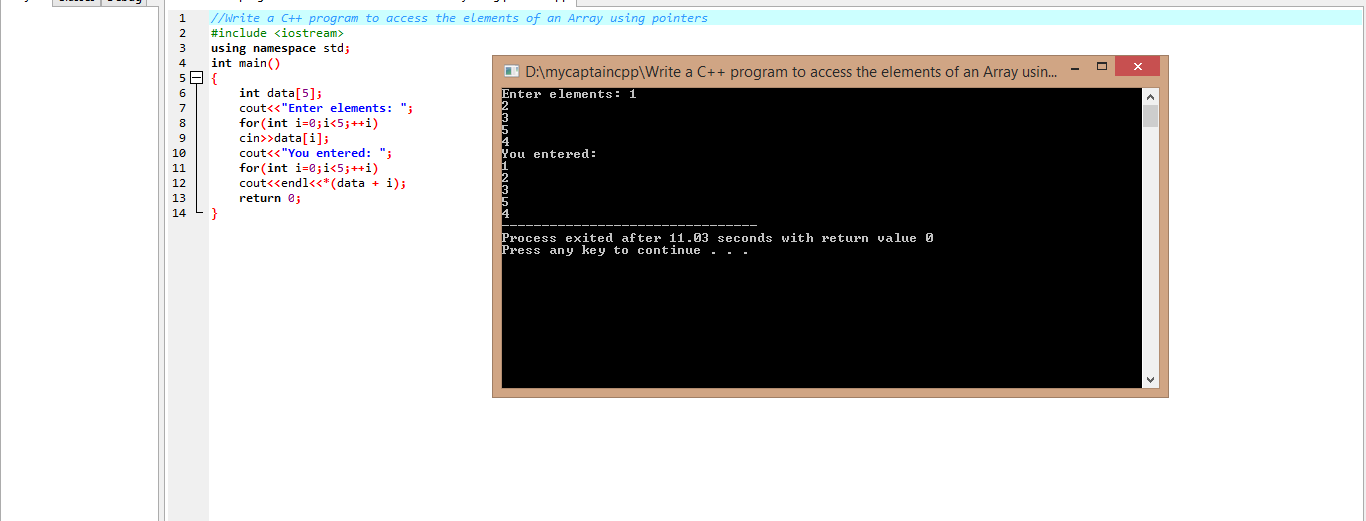 Classes Debug
1 //Write a C++ program to access the elements of an Array using pointers
2 #include <iostream>
3 using namespace std;
4 int main()
5 {
6 int data[5];
7 cout<<"Enter elements: ";
8 for(int i=0;i<5;++i)
9 cin>>data[i];
10 cout<<"You entered: ";
11 for(int i=0;i<5;++i)
12 cout<<endl<<*(data + i);
13 return 0;
14 }
D:\mycaptaincpp\Write a C++ program to access the elements of an Array usin...
Enter elements: 1
2
3
5
4
You entered:
1
2
3
5
4
--------------------------------
Process exited after 11.03 seconds with return value 0
Press any key to continue . . .